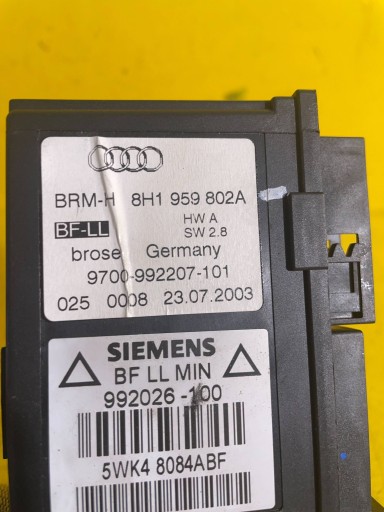 BRM-H 8H1 959 802A
BF-LL HW A
SW 2.8
brose Germany
9700-992207-101
025 0008 23.07.2003
SIEMENS
BF LL MIN
992026-100
5WK4 8084ABF